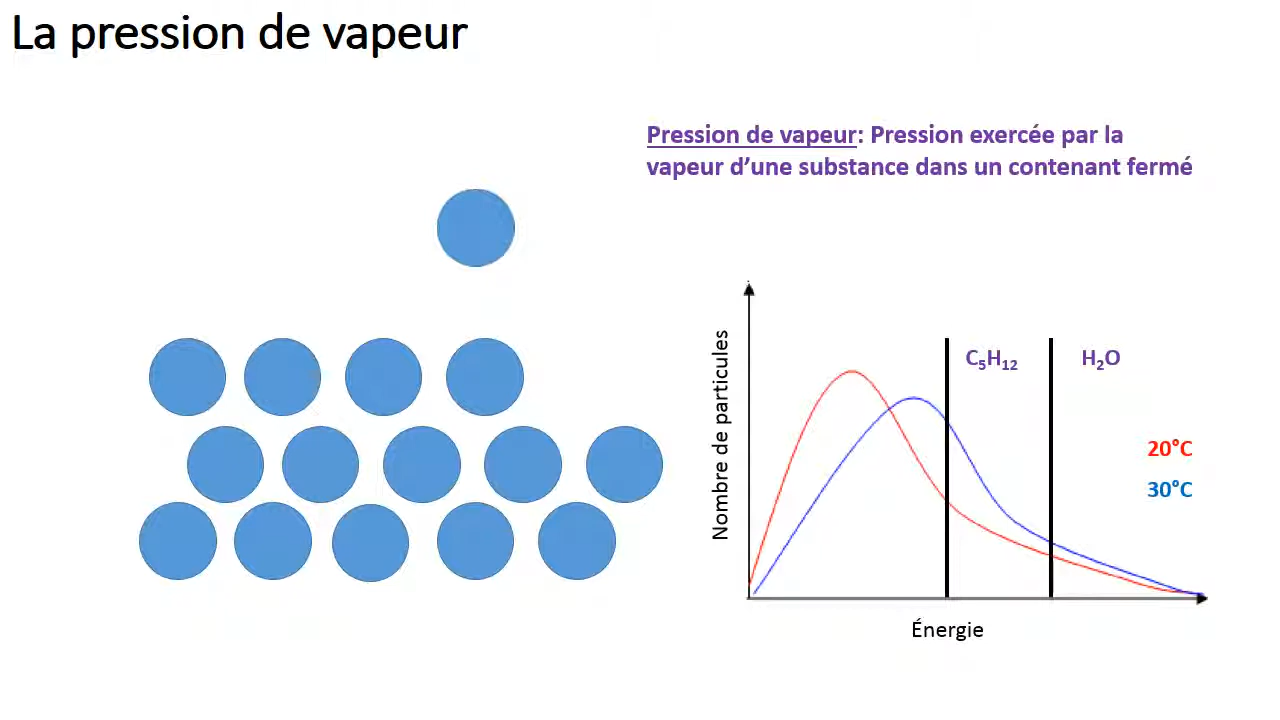 La pression de vapeur
Pression de vapeur: Pression exercée par la
vapeur d’une substance dans un contenant fermé
Nombre de particules
C₅H₁₂
H₂O
20°C
30°C
Énergie